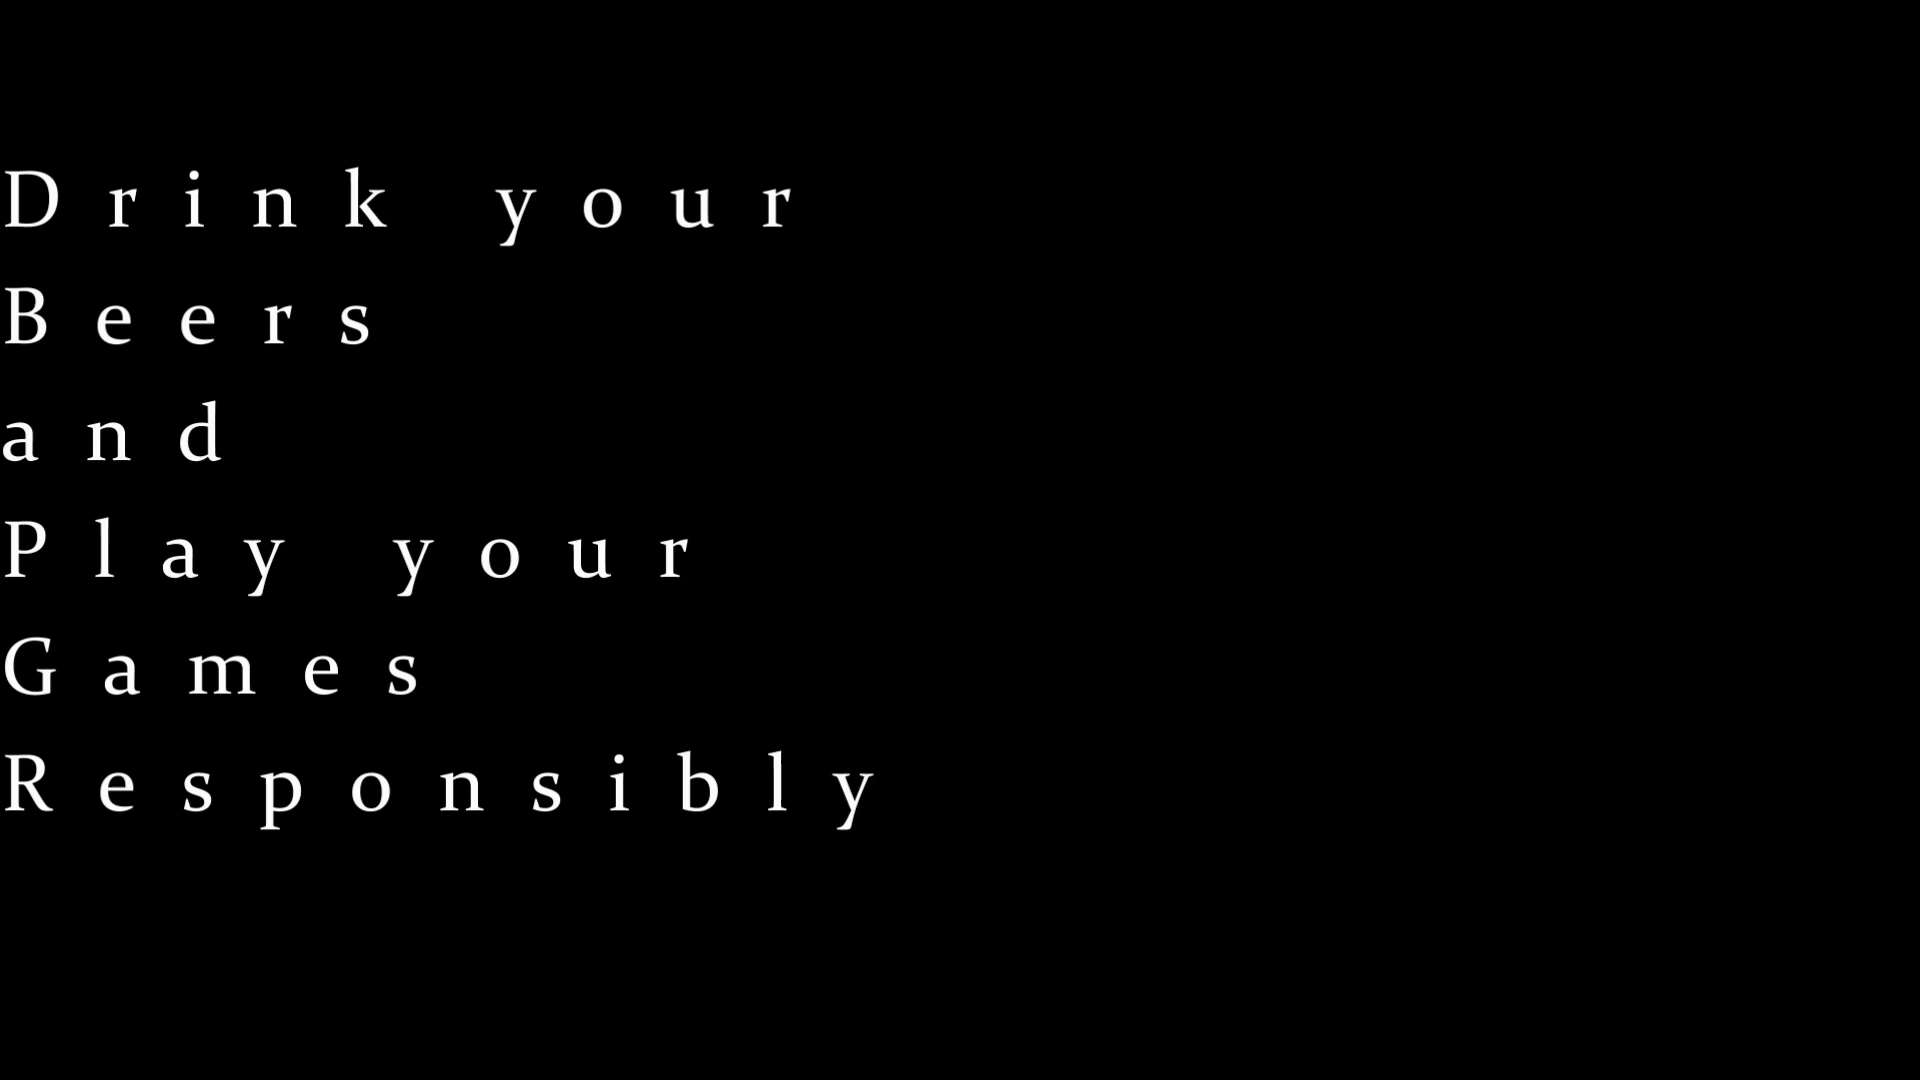 Drink your
Beers
and
Play your
Games
Responsibly